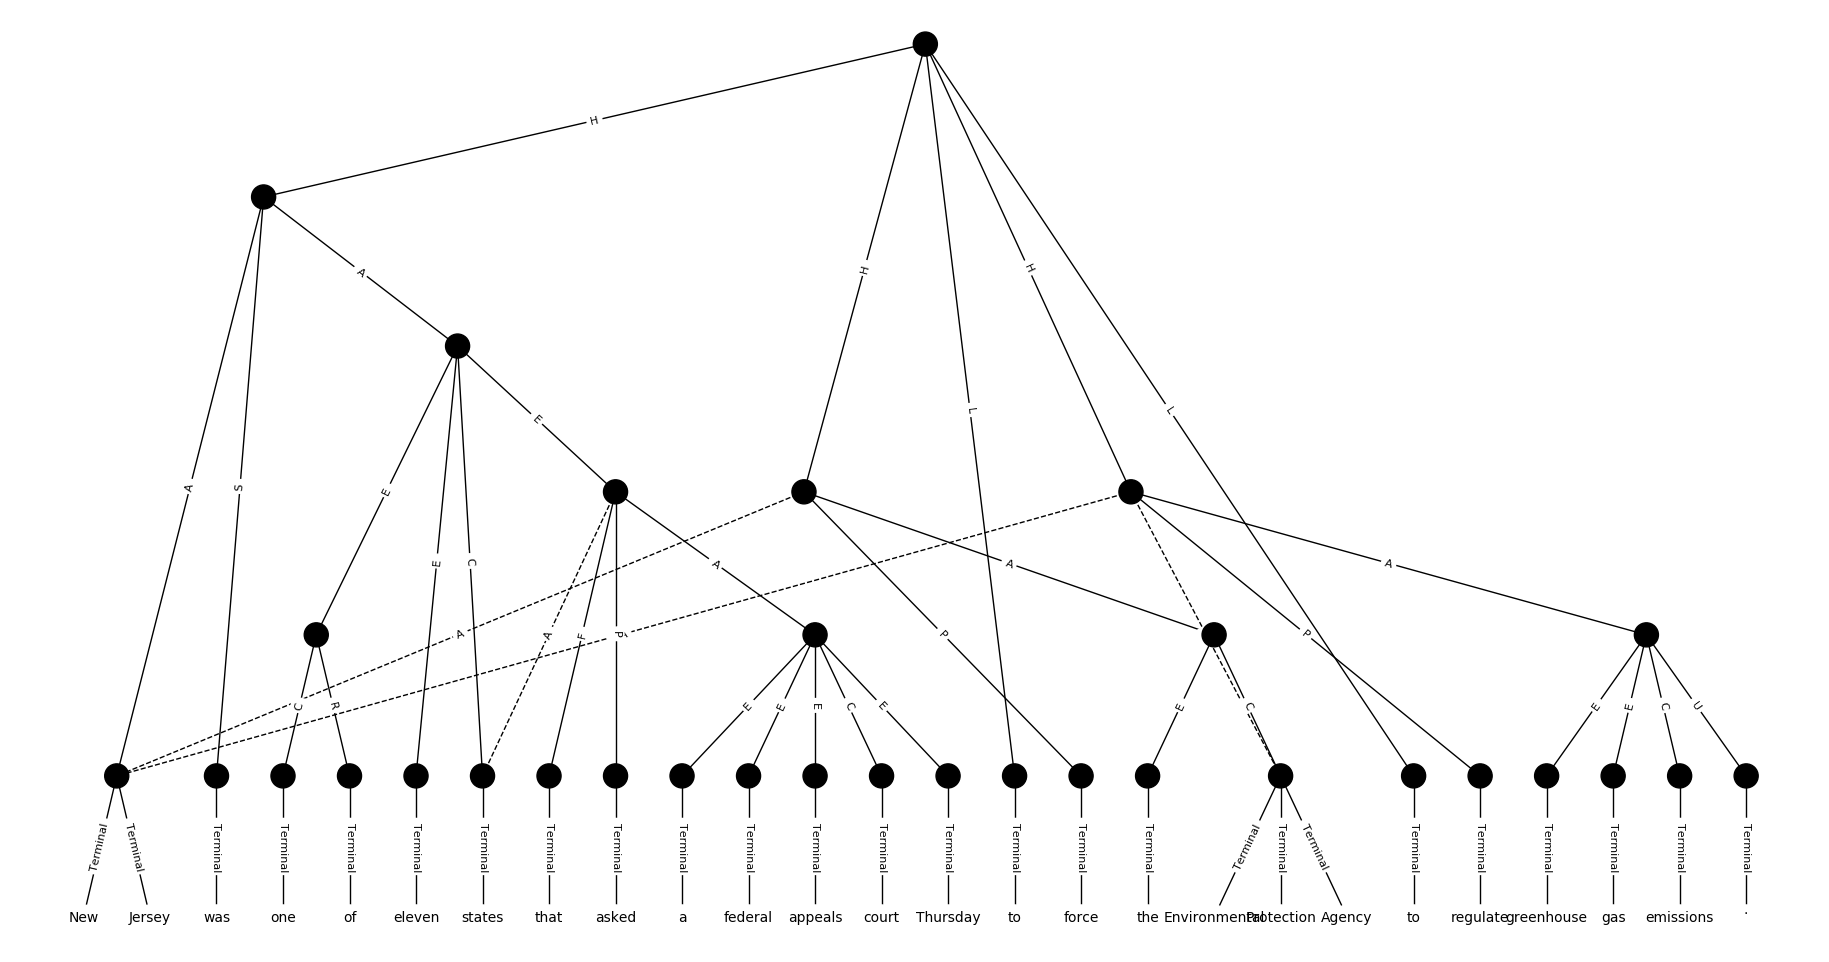 H
A
H
H
E
L
L
A
S
E
E
C
A
A
A
A
A
F
P
P
P
C
R
E
E
E
C
E
E
C
E
E
C
U
Terminal Terminal Terminal Terminal Terminal Terminal Terminal Terminal Terminal Terminal Terminal Terminal Terminal Terminal Terminal Terminal Terminal Terminal Terminal Terminal Terminal Terminal Terminal Terminal Terminal Terminal
New Jersey was one of eleven states that asked a federal appeals court Thursday to force the Environmental Protection Agency to regulate greenhouse gas emissions .